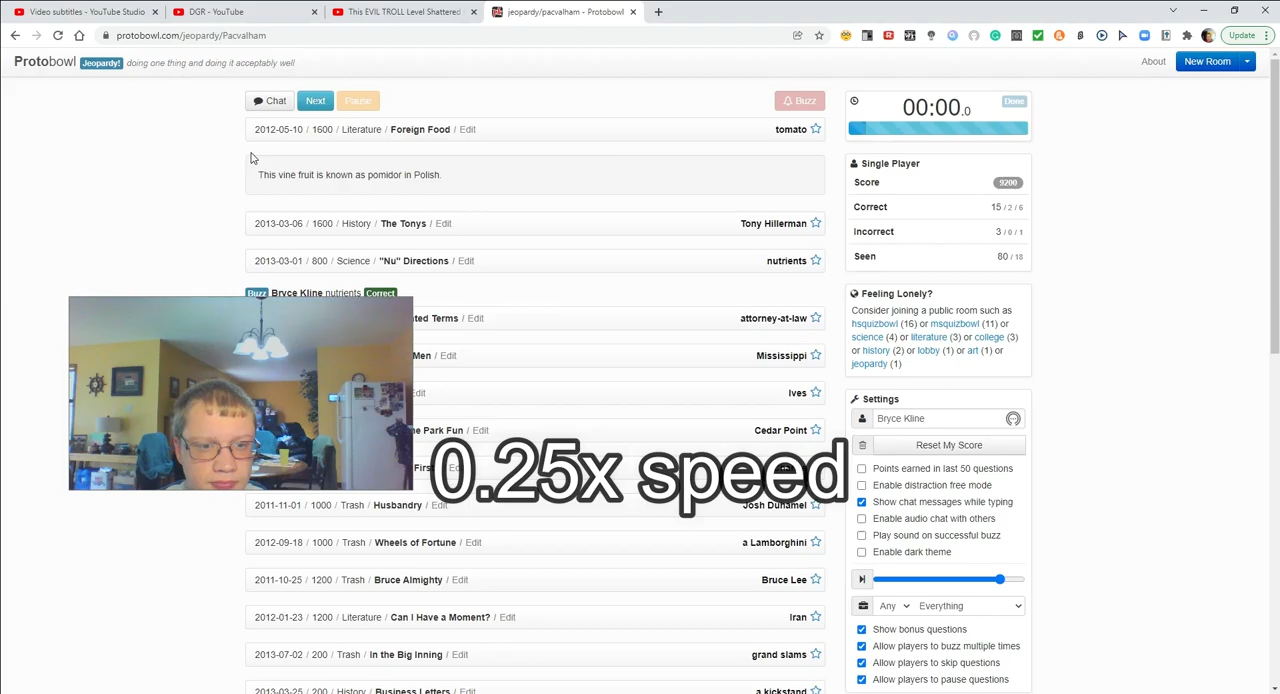 Video subtitles - YouTube Studio
DGR - YouTube
This EVIL TROLL Level Shattered
jeopardy/pacvalham - Protobowl
protobowl.com/jeopardy/Pacvalham
Update
Protobowl Jeopardy! doing one thing and doing it acceptably well
About
New Room
Chat
Next
Pause
Buzz
2012-05-10 / 1600 / Literature / Foreign Food / Edit
tomato
This vine fruit is known as pomidor in Polish.
2013-03-06 / 1600 / History / The Tonys / Edit
Tony Hillerman
2013-03-01 / 800 / Science / "Nu" Directions / Edit
nutrients
Buzz Bryce Kline nutrients Correct
ted Terms / Edit
attorney-at-law
Men / Edit
Mississippi
dit
Ives
ne Park Fun / Edit
Cedar Point
First / Edit
2011-11-01 / 1000 / Trash / Husbandry / Edit
Josh Duhamel
2012-09-18 / 1000 / Trash / Wheels of Fortune / Edit
a Lamborghini
2011-10-25 / 1200 / Trash / Bruce Almighty / Edit
Bruce Lee
2012-01-23 / 1200 / Literature / Can I Have a Moment? / Edit
Iran
2013-07-02 / 200 / Trash / In the Big Inning / Edit
grand slams
2013-03-25 / 200 / History / Business Letters / Edit
a kickstand
0.25x speed
00:00.0
Done
Single Player
Score 9200
Correct 15 / 2 / 6
Incorrect 3 / 0 / 1
Seen 80 / 18
Feeling Lonely?
Consider joining a public room such as
hsquizbowl (16) or msquizbowl (11) or
science (4) or literature (3) or college (3)
or history (2) or lobby (1) or art (1) or
jeopardy (1)
Settings
Bryce Kline
Reset My Score
Points earned in last 50 questions
Enable distraction free mode
Show chat messages while typing
Enable audio chat with others
Play sound on successful buzz
Enable dark theme
Any Everything
Show bonus questions
Allow players to buzz multiple times
Allow players to skip questions
Allow players to pause questions